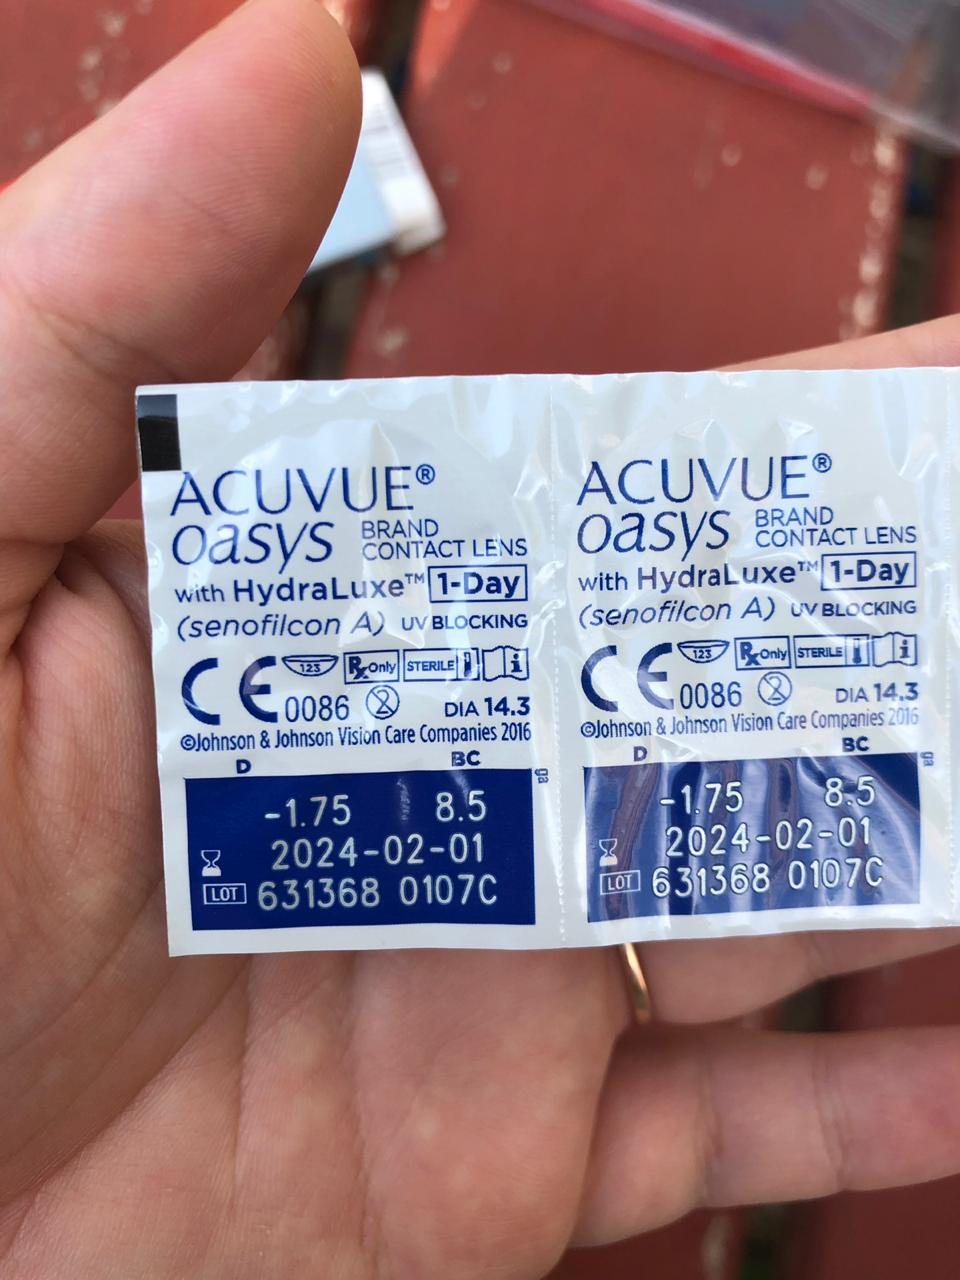 ACUVUE®
oasys BRAND CONTACT LENS
with HydraLuxe™ 1-Day
(senofilcon A) UV BLOCKING
123 Rx Only STERILE i
CE 0086 2 DIA 14.3
©Johnson & Johnson Vision Care Companies 2016
D BC
-1.75 8.5
2024-02-01
LOT 631368 0107C
ga
ACUVUE®
oasys BRAND CONTACT LENS
with HydraLuxe™ 1-Day
(senofilcon A) UV BLOCKING
123 Rx Only STERILE i
CE 0086 2 DIA 14.3
©Johnson & Johnson Vision Care Companies 2016
D BC
-1.75 8.5
2024-02-01
LOT 631368 0107C
ga